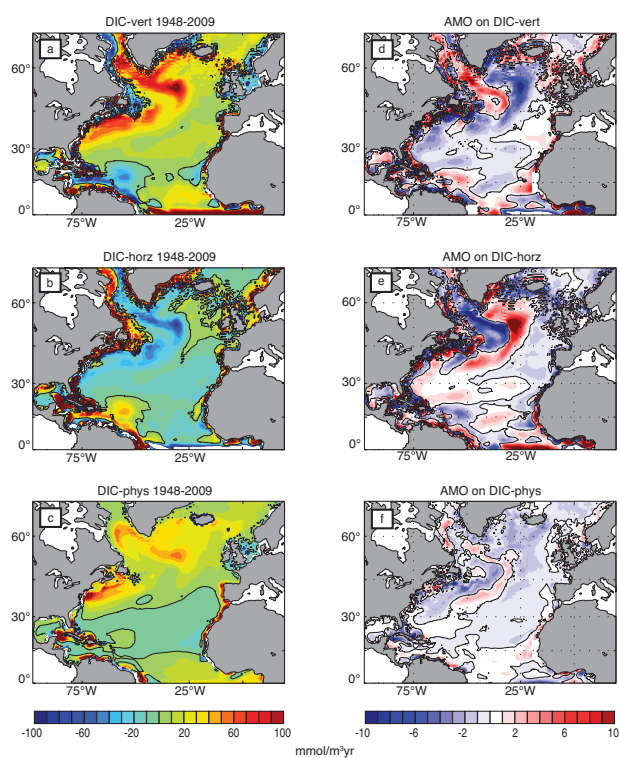 DIC-vert 1948-2009
AMO on DIC-vert
a
d
60°
60°
30°
30°
0°
0°
75°W
25°W
75°W
25°W
DIC-horz 1948-2009
AMO on DIC-horz
b
e
60°
60°
30°
30°
0°
0°
75°W
25°W
75°W
25°W
DIC-phys 1948-2009
AMO on DIC-phys
c
f
60°
60°
30°
30°
0°
0°
75°W
25°W
75°W
25°W
-100 -60 -20 20 60 100
-10 -6 -2 2 6 10
mmol/m³yr